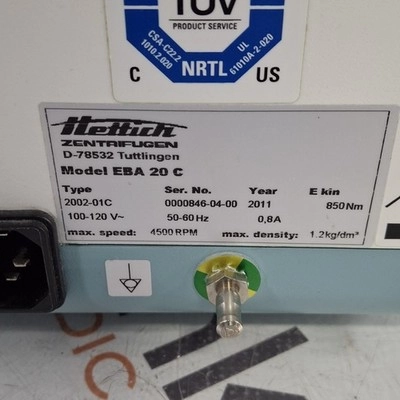 TÜV
PRODUCT SERVICE
CSA-C22.2
1010.2.020
UL
61010A-2-020
NRTL
C US
Hettich
ZENTRIFUGEN
D-78532 Tuttlingen
Model EBA 20 C
Type Ser. No. Year E kin
2002-01C 0000846-04-00 2011 850Nm
100-120 V~ 50-60 Hz 0,8A
max. speed: 4500 RPM max. density: 1.2kg/dm³
DIC